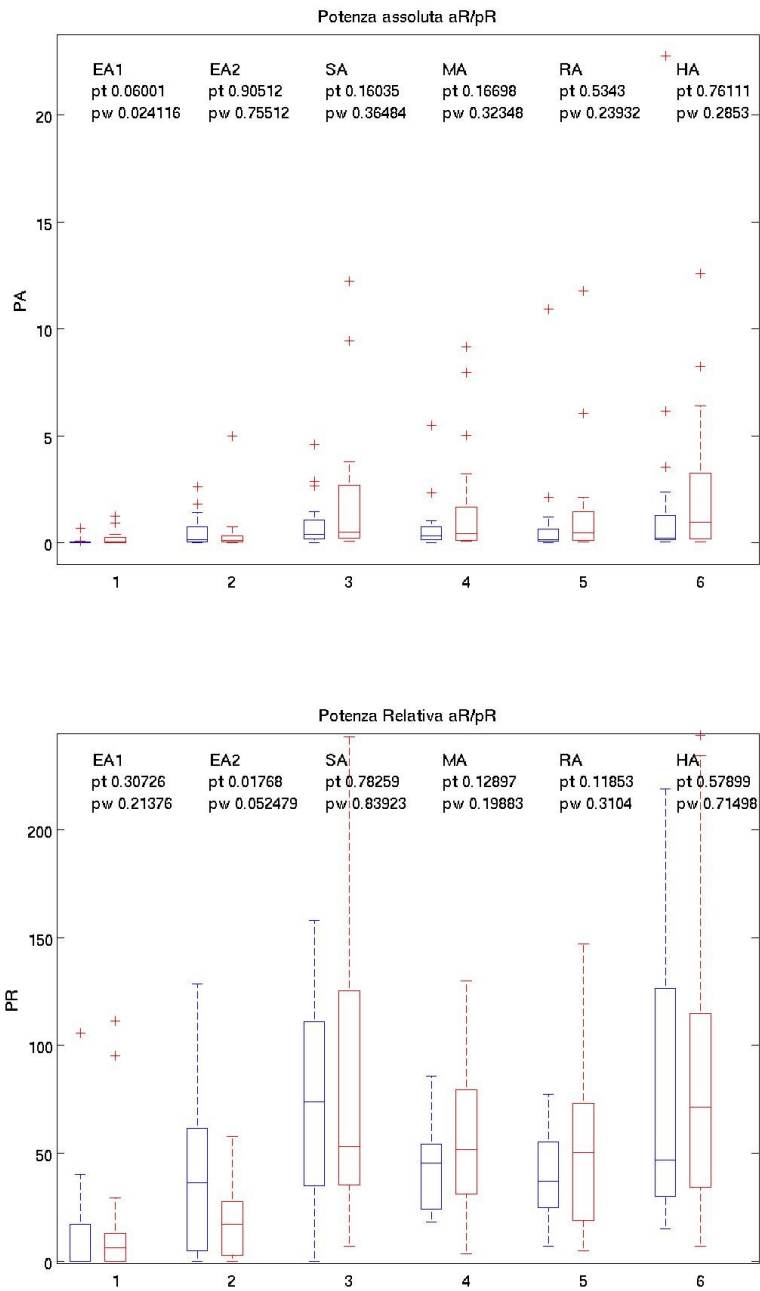 Potenza assoluta aR/pR
EA1 EA2 SA MA RA HA
pt 0.06001 pt 0.90512 pt 0.16035 pt 0.16698 pt 0.5343 pt 0.76111
pw 0.024116 pw 0.75512 pw 0.36484 pw 0.32348 pw 0.23932 pw 0.2853
20
15
10
5
0
PA
1 2 3 4 5 6
Potenza Relativa aR/pR
EA1 EA2 SA MA RA HA
pt 0.30726 pt 0.01768 pt 0.78259 pt 0.12897 pt 0.11853 pt 0.57899
pw 0.21376 pw 0.052479 pw 0.83923 pw 0.19883 pw 0.3104 pw 0.71498
200
150
100
50
0
PR
1 2 3 4 5 6